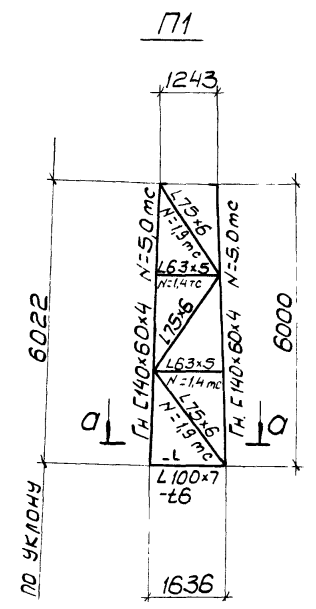 П1
1243
L75×6
N=1,9тс
N=5,0тс
N=5,0тс
L63×5
N=1,4тс
L75×6
6022
6000
Гн. [140×60×4
Гн. [140×60×4
L63×5
N=1,4тс
L75×6
N=1,9тс
а
а
L100×7
-t6
по уклону
1636